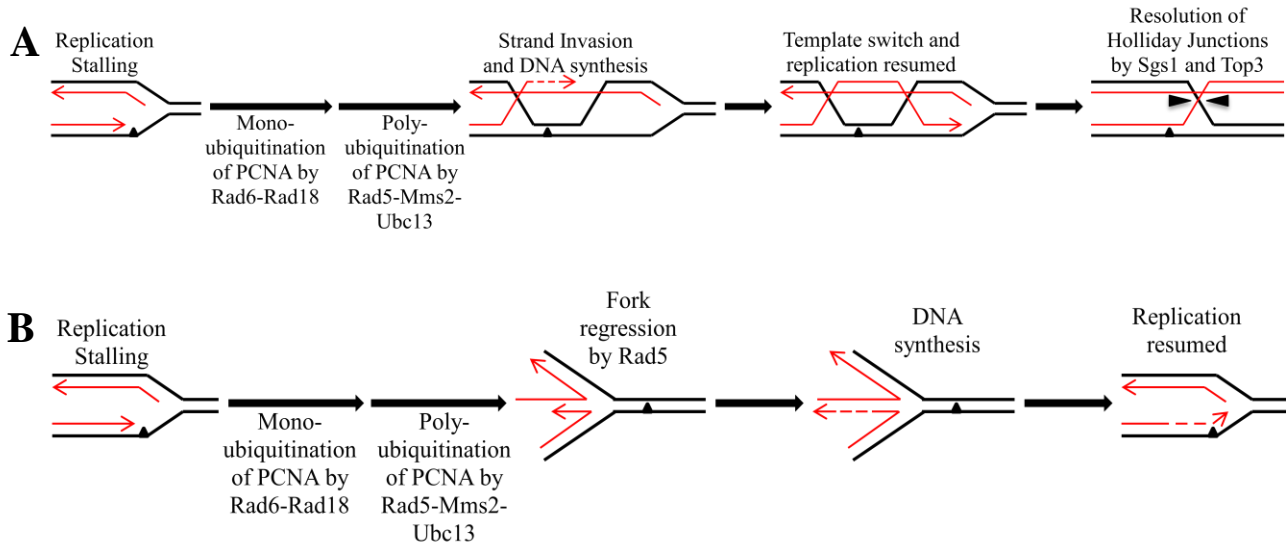 A
Replication
Stalling
Mono-
ubiquitination
of PCNA by
Rad6-Rad18
Poly-
ubiquitination
of PCNA by
Rad5-Mms2-
Ubc13
Strand Invasion
and DNA synthesis
Template switch and
replication resumed
Resolution of
Holliday Junctions
by Sgs1 and Top3
B
Replication
Stalling
Mono-
ubiquitination
of PCNA by
Rad6-Rad18
Poly-
ubiquitination
of PCNA by
Rad5-Mms2-
Ubc13
Fork
regression
by Rad5
DNA
synthesis
Replication
resumed